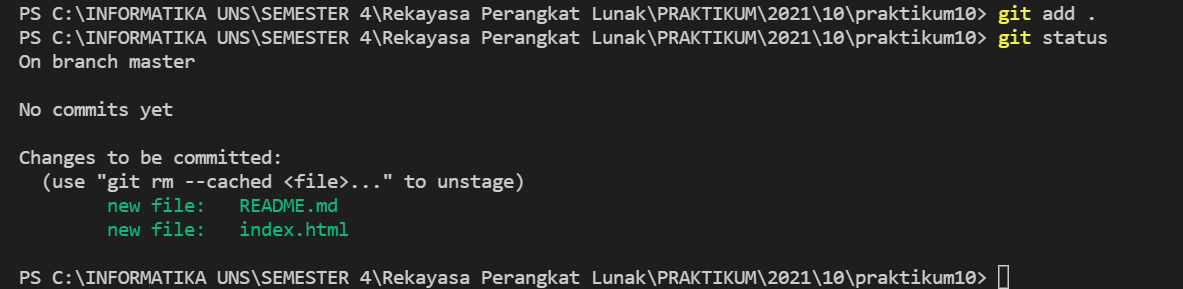 PS C:\INFORMATIKA UNS\SEMESTER 4\Rekayasa Perangkat Lunak\PRAKTIKUM\2021\10\praktikum10> git add .
PS C:\INFORMATIKA UNS\SEMESTER 4\Rekayasa Perangkat Lunak\PRAKTIKUM\2021\10\praktikum10> git status
On branch master
No commits yet
Changes to be committed:
(use "git rm --cached <file>..." to unstage)
new file: README.md
new file: index.html
PS C:\INFORMATIKA UNS\SEMESTER 4\Rekayasa Perangkat Lunak\PRAKTIKUM\2021\10\praktikum10>